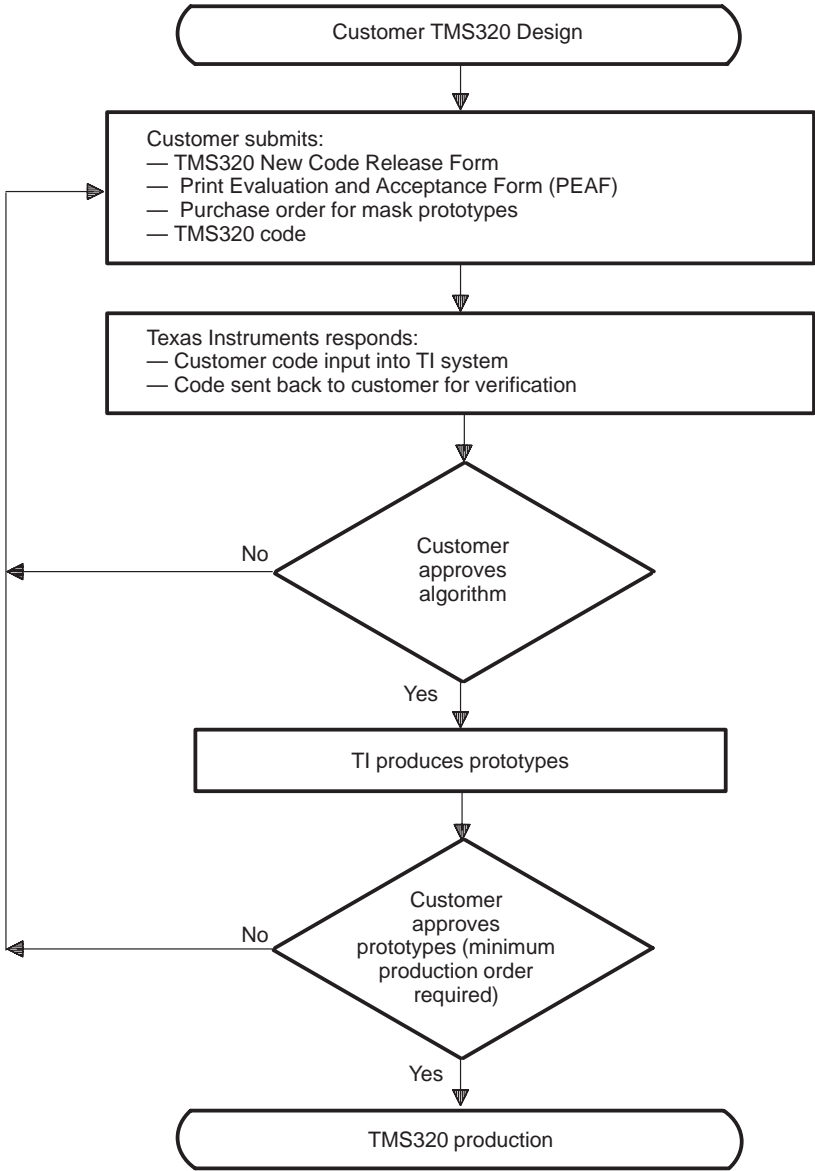 Customer TMS320 Design
Customer submits:
— TMS320 New Code Release Form
— Print Evaluation and Acceptance Form (PEAF)
— Purchase order for mask prototypes
— TMS320 code
Texas Instruments responds:
— Customer code input into TI system
— Code sent back to customer for verification
No
Customer
approves
algorithm
Yes
TI produces prototypes
No
Customer
approves
prototypes (minimum
production order
required)
Yes
TMS320 production